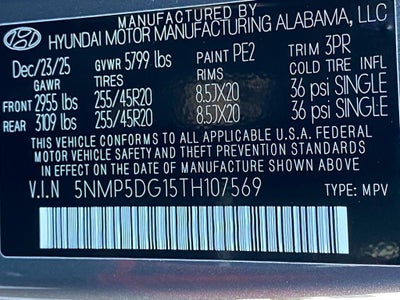 HYUNDAI MOTOR MANUFACTURING ALABAMA, LLC
Dec/23/25 GVWR 5799 lbs PAINT PE2 TRIM 3PR
GAWR TIRES RIMS COLD TIRE INFL
FRONT 2955 lbs 255/45R20 8.5JX20 36 psi SINGLE
REAR 3109 lbs 255/45R20 8.5JX20 36 psi SINGLE
THIS VEHICLE CONFORMS TO ALL APPLICABLE U.S.A. FEDERAL
MOTOR VEHICLE SAFETY AND THEFT PREVENTION STANDARDS
IN EFFECT ON THE DATE OF MANUFACTURE SHOWN ABOVE.
V.I.N 5NMP5DG15TH107569 TYPE: MPV